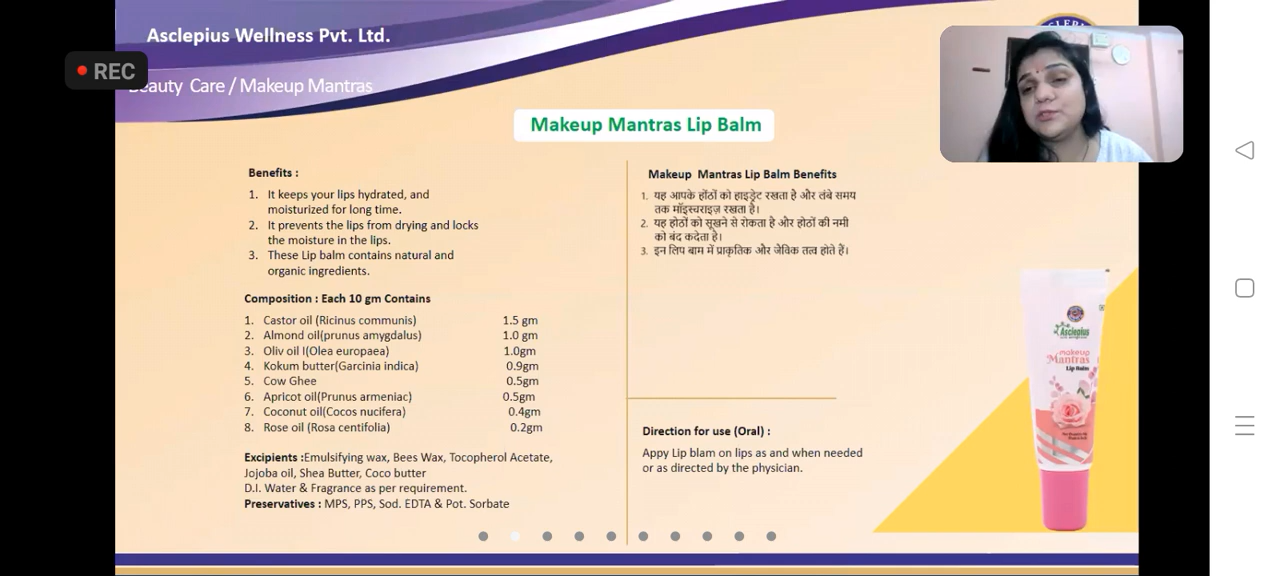 Asclepius Wellness Pvt. Ltd.
REC
Beauty Care / Makeup Mantras
Makeup Mantras Lip Balm
Benefits :
1. It keeps your lips hydrated, and
moisturized for long time.
2. It prevents the lips from drying and locks
the moisture in the lips.
3. These Lip balm contains natural and
organic ingredients.
Composition : Each 10 gm Contains
1. Castor oil (Ricinus communis) 1.5 gm
2. Almond oil(prunus amygdalus) 1.0 gm
3. Oliv oil l(Olea europaea) 1.0gm
4. Kokum butter(Garcinia indica) 0.9gm
5. Cow Ghee 0.5gm
6. Apricot oil(Prunus armeniac) 0.5gm
7. Coconut oil(Cocos nucifera) 0.4gm
8. Rose oil (Rosa centifolia) 0.2gm
Excipients :Emulsifying wax, Bees Wax, Tocopherol Acetate,
Jojoba oil, Shea Butter, Coco butter
D.I. Water & Fragrance as per requirement.
Preservatives : MPS, PPS, Sod. EDTA & Pot. Sorbate
Makeup Mantras Lip Balm Benefits
1. यह आपके होंठों को हाइड्रेट रखता है और लंबे समय
तक मॉइस्चराइज़ रखता है।
2. यह होठों को सूखने से रोकता है और होठों की नमी
को बंद कदेता है।
3. इन लिप बाम में प्राकृतिक और जैविक तत्व होते हैं।
Direction for use (Oral) :
Appy Lip blam on lips as and when needed
or as directed by the physician.
Asclepius
makeup
Mantras
Lip Balm